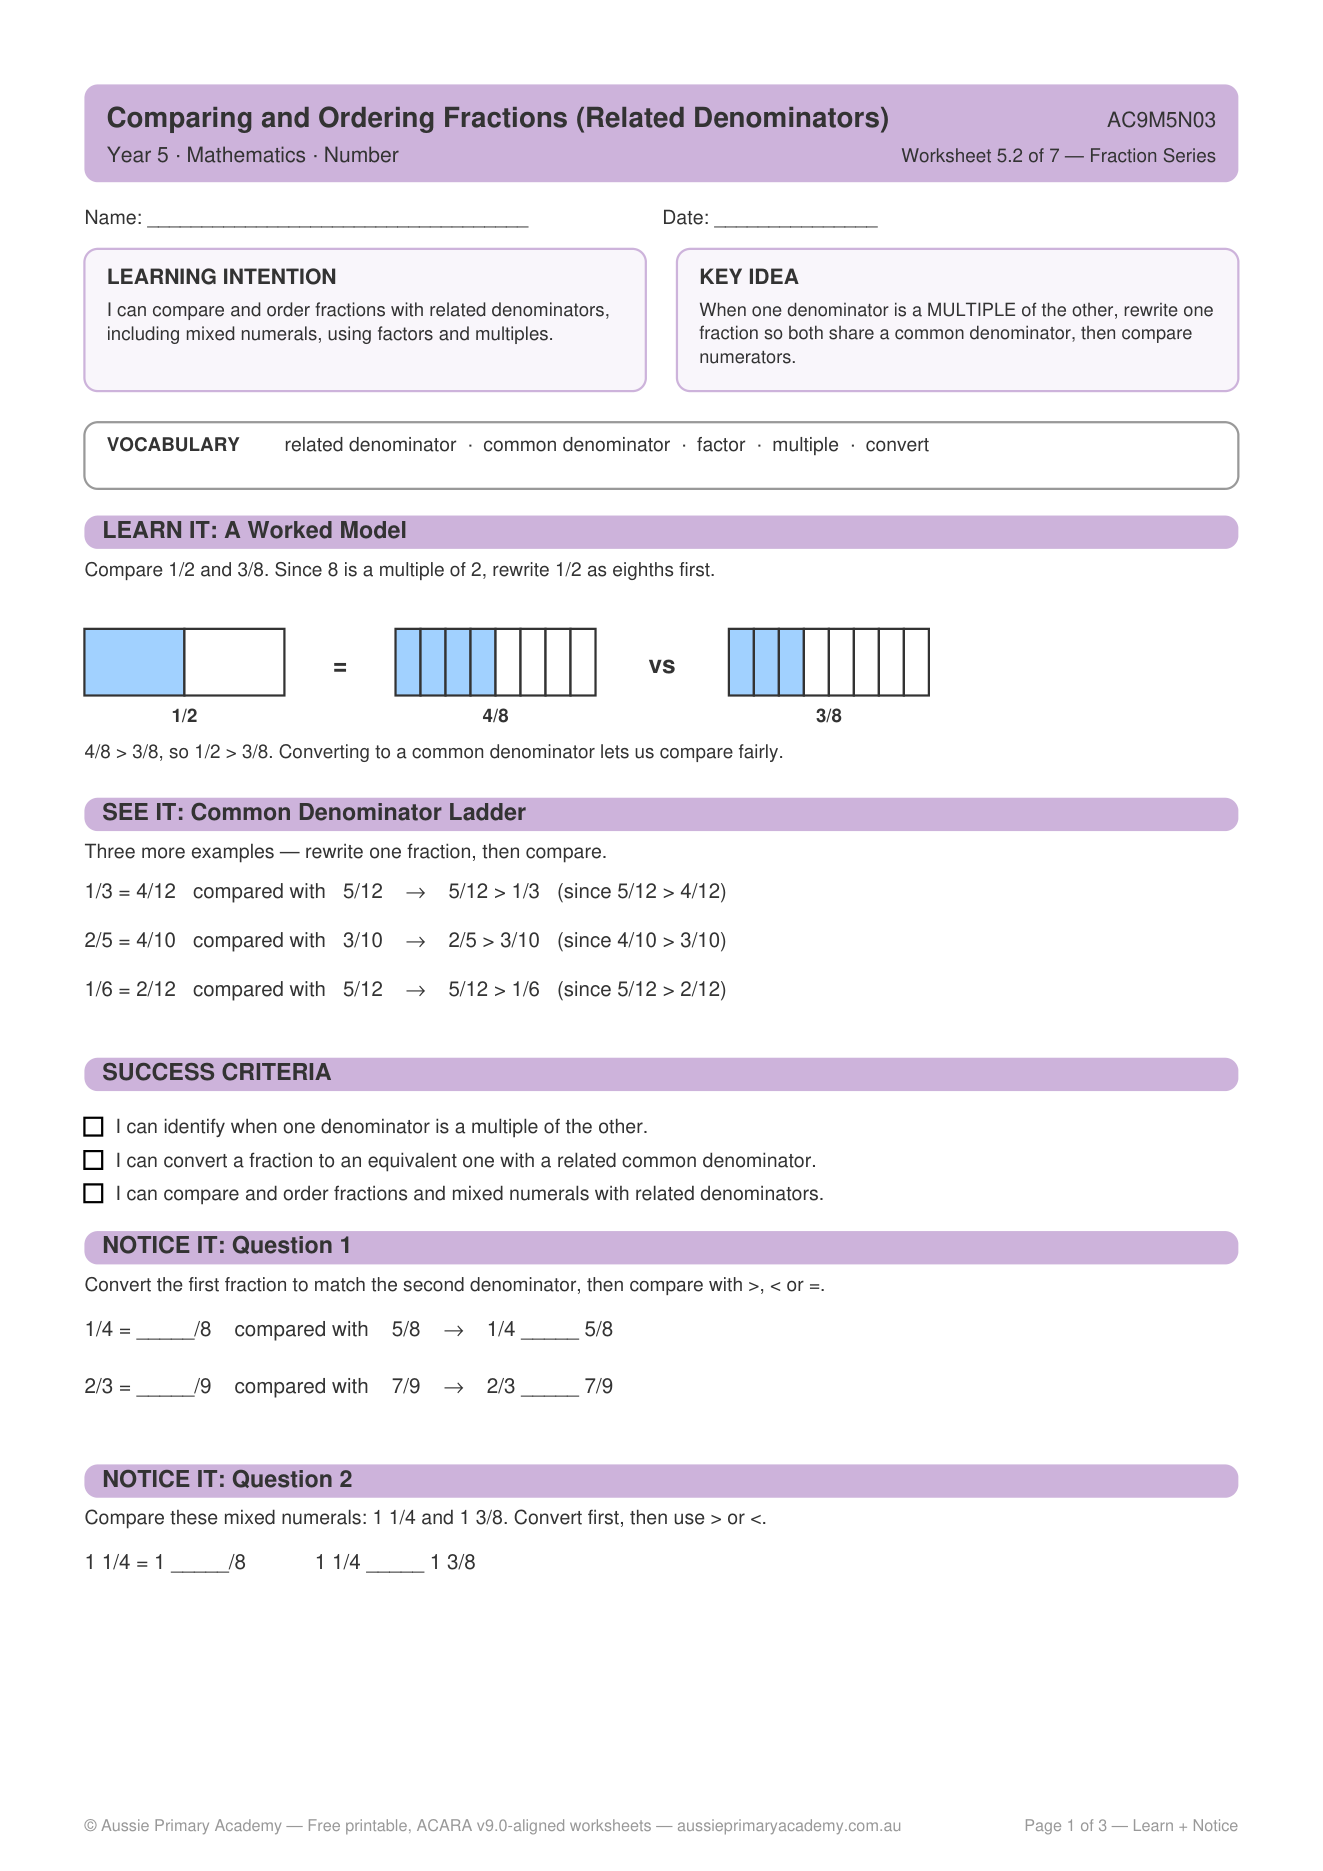 Comparing and Ordering Fractions (Related Denominators) AC9M5N03
Year 5 · Mathematics · Number Worksheet 5.2 of 7 — Fraction Series
Name: ___________________________________ Date: _______________
LEARNING INTENTION
I can compare and order fractions with related denominators,
including mixed numerals, using factors and multiples.
KEY IDEA
When one denominator is a MULTIPLE of the other, rewrite one
fraction so both share a common denominator, then compare
numerators.
VOCABULARY related denominator · common denominator · factor · multiple · convert
LEARN IT: A Worked Model
Compare 1/2 and 3/8. Since 8 is a multiple of 2, rewrite 1/2 as eighths first.
= vs
1/2 4/8 3/8
4/8 > 3/8, so 1/2 > 3/8. Converting to a common denominator lets us compare fairly.
SEE IT: Common Denominator Ladder
Three more examples — rewrite one fraction, then compare.
1/3 = 4/12 compared with 5/12 → 5/12 > 1/3 (since 5/12 > 4/12)
2/5 = 4/10 compared with 3/10 → 2/5 > 3/10 (since 4/10 > 3/10)
1/6 = 2/12 compared with 5/12 → 5/12 > 1/6 (since 5/12 > 2/12)
SUCCESS CRITERIA
I can identify when one denominator is a multiple of the other.
I can convert a fraction to an equivalent one with a related common denominator.
I can compare and order fractions and mixed numerals with related denominators.
NOTICE IT: Question 1
Convert the first fraction to match the second denominator, then compare with >, < or =.
1/4 = _____/8 compared with 5/8 → 1/4 _____ 5/8
2/3 = _____/9 compared with 7/9 → 2/3 _____ 7/9
NOTICE IT: Question 2
Compare these mixed numerals: 1 1/4 and 1 3/8. Convert first, then use > or <.
1 1/4 = 1 _____/8 1 1/4 _____ 1 3/8
© Aussie Primary Academy — Free printable, ACARA v9.0-aligned worksheets — aussieprimaryacademy.com.au Page 1 of 3 — Learn + Notice